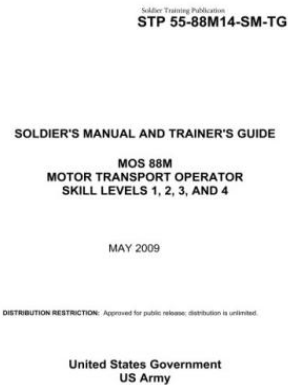 Soldier Training Publication
STP 55-88M14-SM-TG
SOLDIER'S MANUAL AND TRAINER'S GUIDE
MOS 88M
MOTOR TRANSPORT OPERATOR
SKILL LEVELS 1, 2, 3, AND 4
MAY 2009
DISTRIBUTION RESTRICTION: Approved for public release; distribution is unlimited.
United States Government
US Army